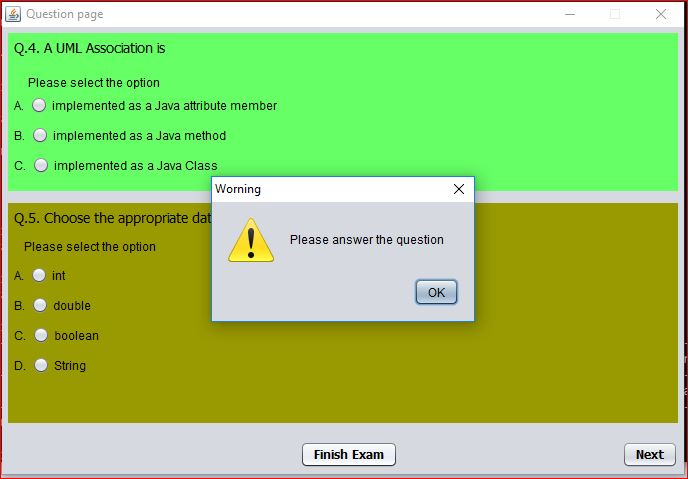 Question page
Q.4. A UML Association is
Please select the option
A. implemented as a Java attribute member
B. implemented as a Java method
C. implemented as a Java Class
Worning
Please answer the question
OK
Q.5. Choose the appropriate dat
Please select the option
A. int
B. double
C. boolean
D. String
Finish Exam
Next